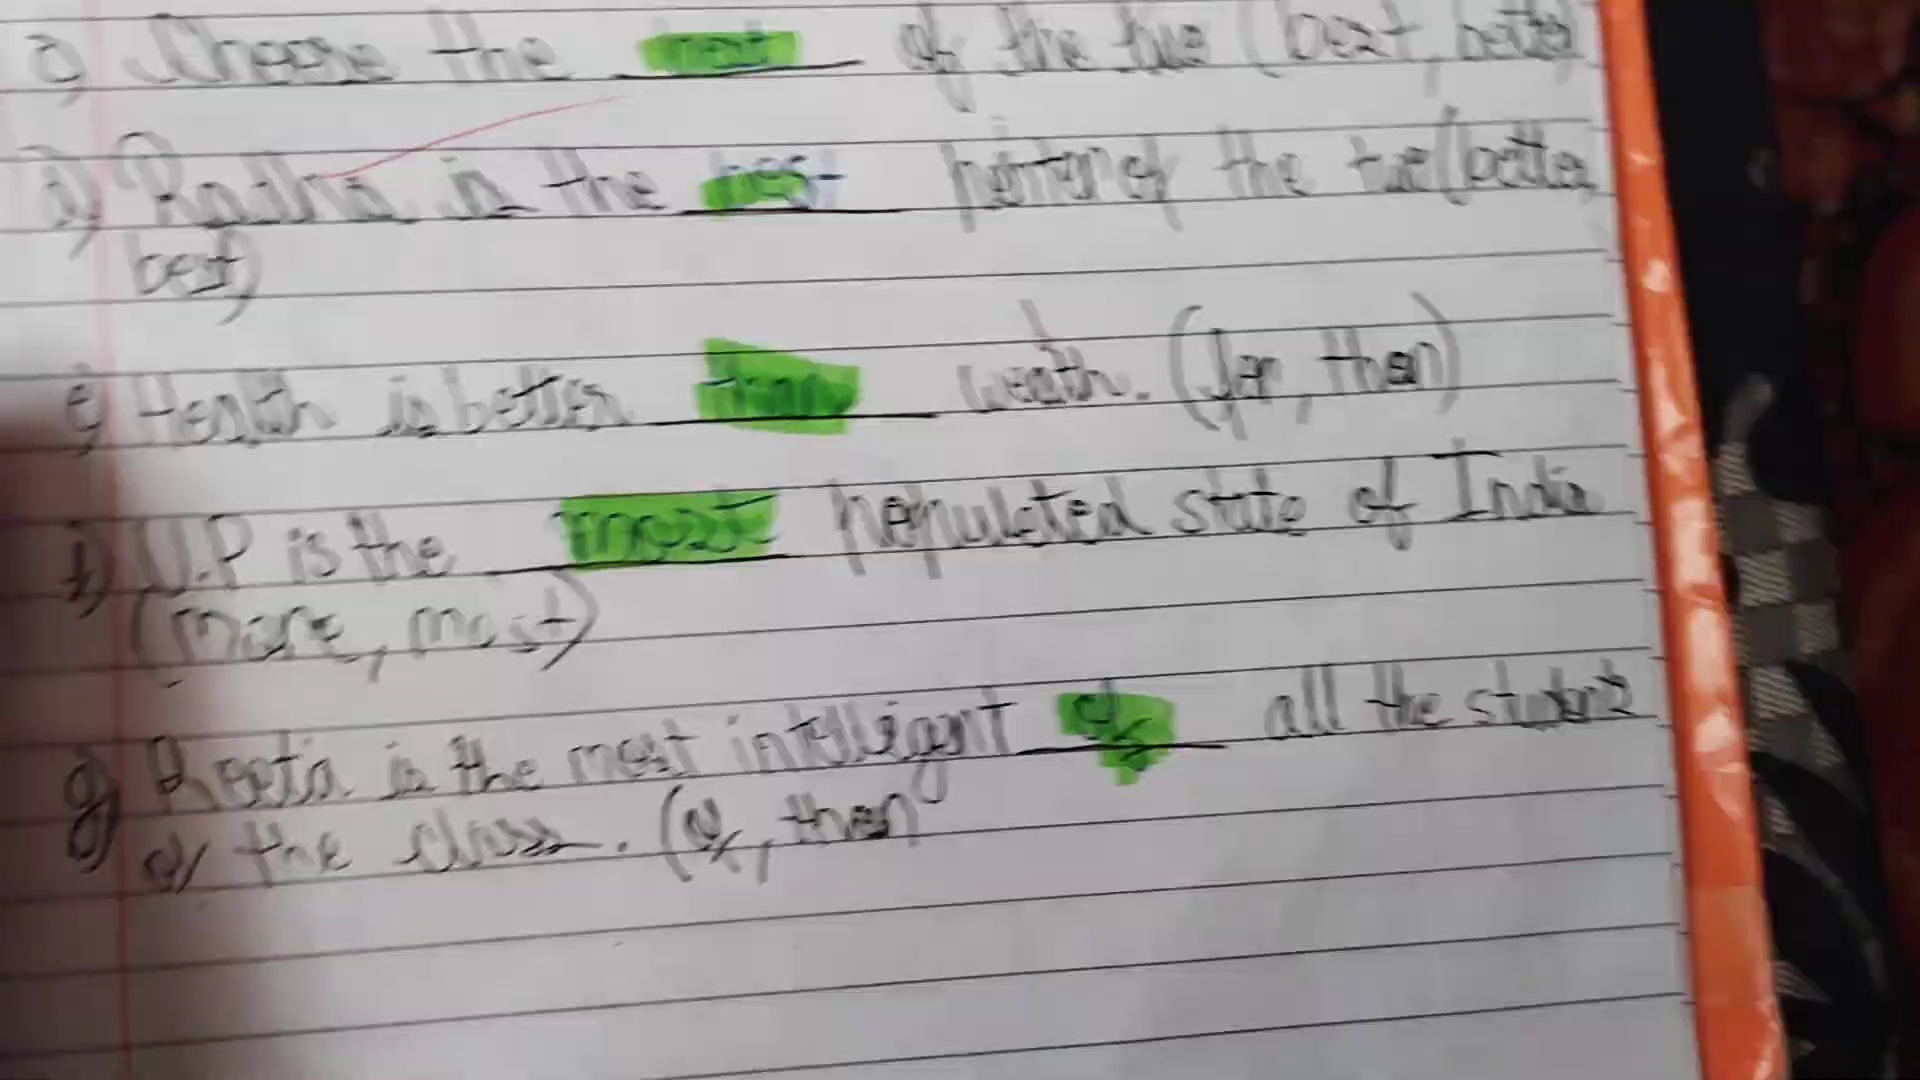 c) Choose the best of the two (best, better)
d) Radha is the best of the two (better,
best)
e) Health is better than wealth. (for, than)
f) U.P is the most populated state of India
(more, most)
g) Reeta is the most intelligent of all the students
of the class. (of, than